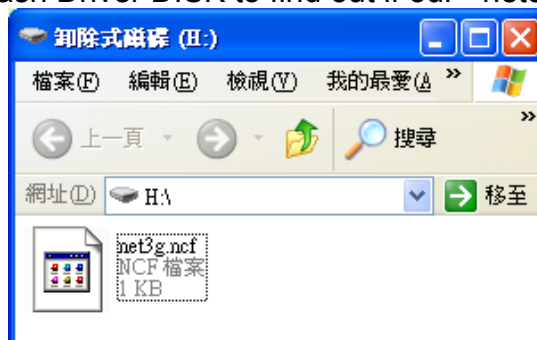 ach Driver DISK to find out if our "
卸除式磁碟 (H:)
檔案(F) 編輯(E) 檢視(V) 我的最愛(A »
上一頁 搜尋 »
網址(D) H:\ 移至
net3g.ncf
NCF 檔案
1 KB